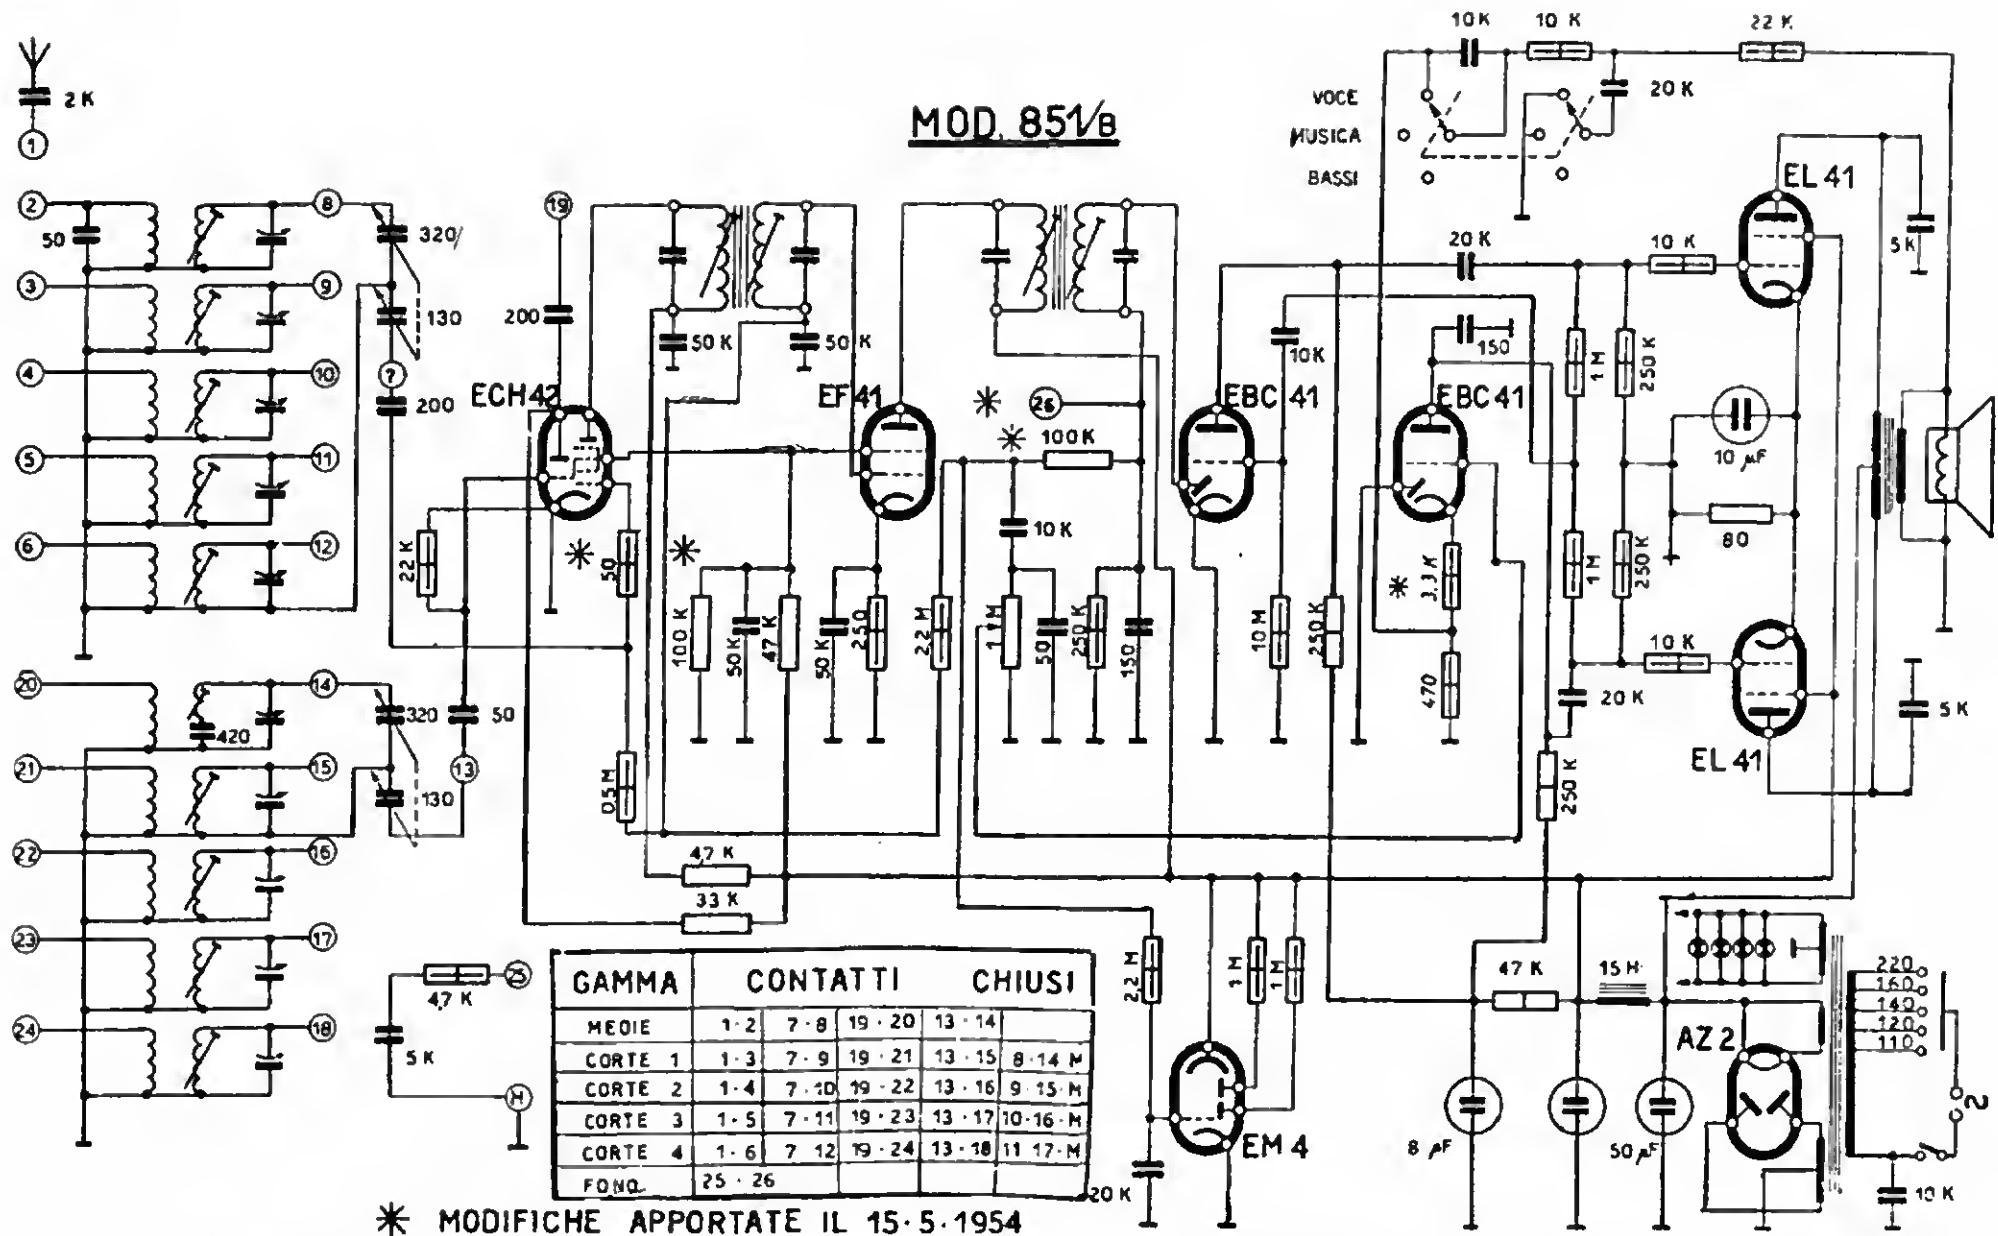 MOD. 851/B
10 K
10 K
22 K
2 K
1
VOCE
20 K
MUSICA
BASSI
EL 41
2
50
8
320
19
20 K
10 K
5 K
3
9
130
200
50 K
50 K
10 K
150
1 M
250 K
4
10
7
200
ECH 42
EF 41
26
EBC 41
EBC 41
100 K
10 µF
5
11
6
12
22 K
50
10 K
80
3.3 K
1 M
250 K
100 K
50 K
47 K
50 K
250
2,2 M
50
250 K
150
10 M
250 K
470
10 K
20
14
420
320
50
20 K
5 K
21
15
130
13
0.5 M
250 K
EL 41
22
16
47 K
33 K
23
17
47 K
25
24
18
5 K
H
2,2 M
1 M
1 M
47 K
15 H
220
160
140
120
110
AZ 2
GAMMA CONTATTI CHIUSI
MEDIE 1·2 7·8 19·20 13·14
CORTE 1 1·3 7·9 19·21 13·15 8·14 M
CORTE 2 1·4 7·10 19·22 13·16 9·15·M
CORTE 3 1·5 7·11 19·23 13·17 10·16·M
CORTE 4 1·6 7 12 19·24 13·18 11 17·M
FONO 25·26
EM 4
8 µF
50 µF
20 K
10 K
✳ MODIFICHE APPORTATE IL 15·5·1954